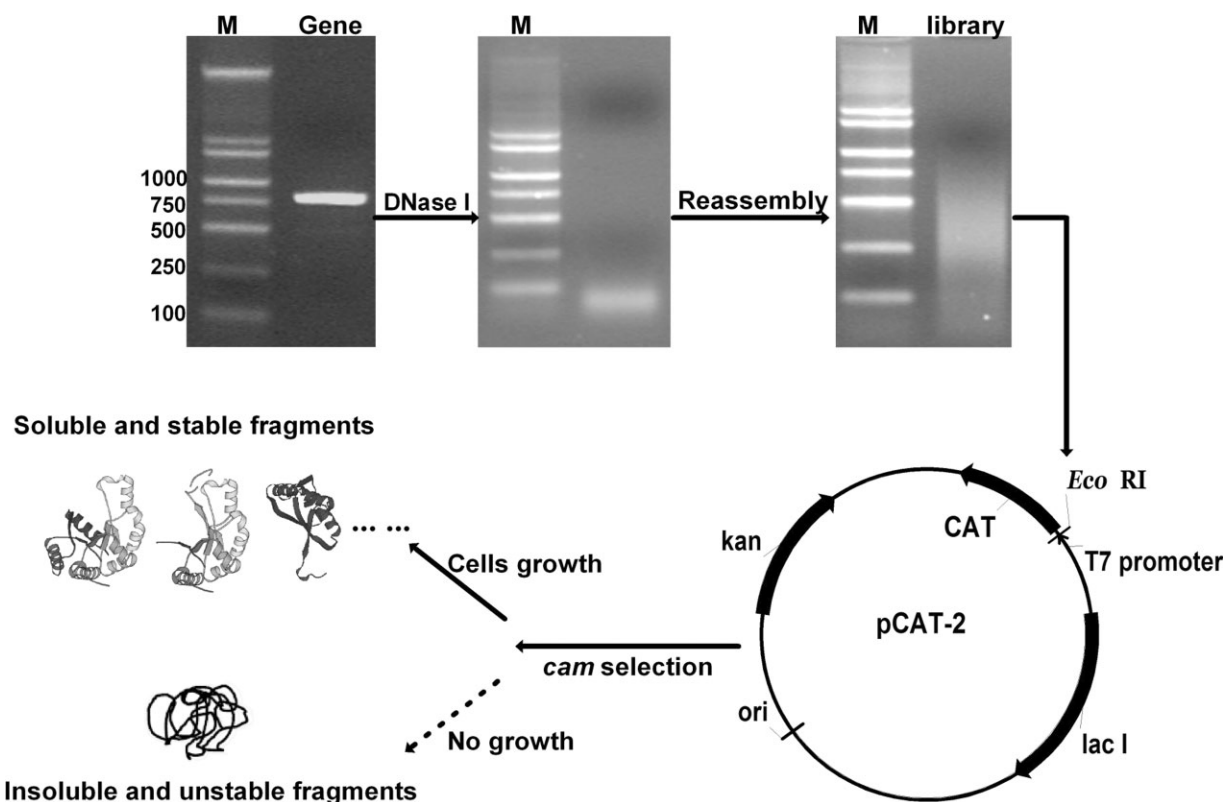 M Gene
M
M library
1000
750
500
250
100
DNase I
Reassembly
Soluble and stable fragments
... ...
Cells growth
cam selection
No growth
Insoluble and unstable fragments
Eco RI
CAT
T7 promoter
kan
pCAT-2
ori
lac I